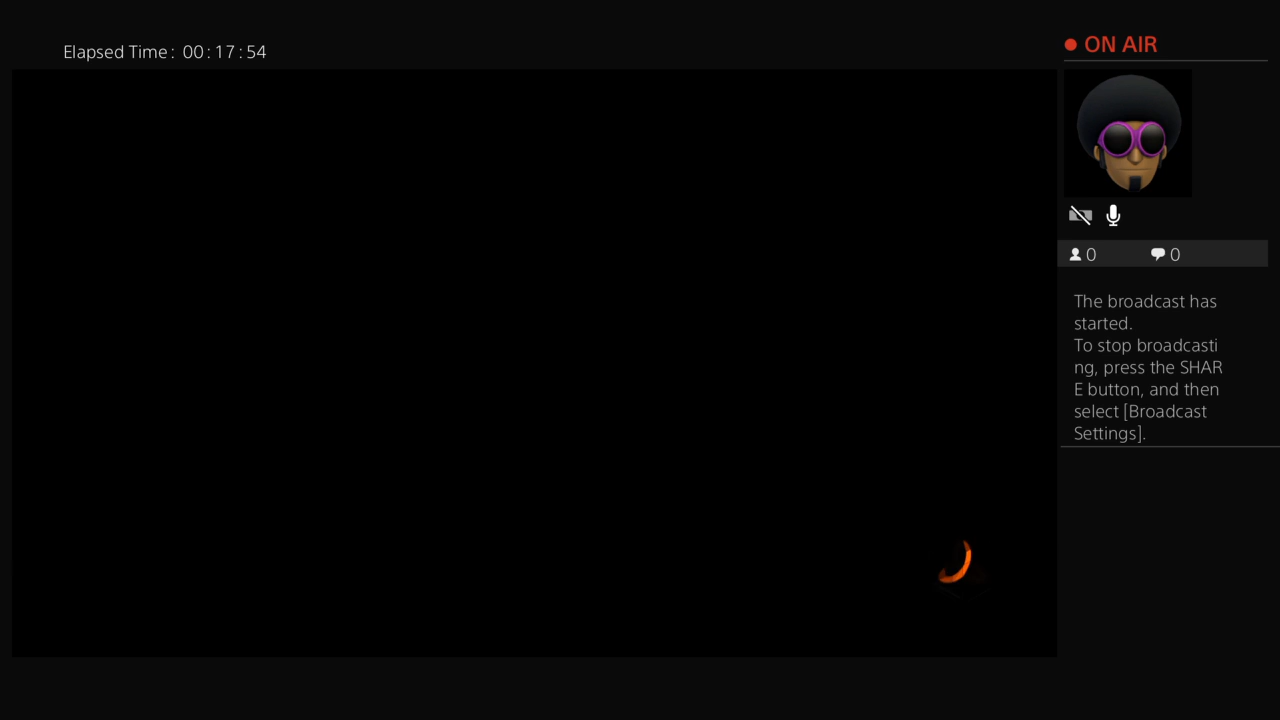 Elapsed Time: 00:17:54
ON AIR
0 0
The broadcast has
started.
To stop broadcasti
ng, press the SHAR
E button, and then
select [Broadcast
Settings].